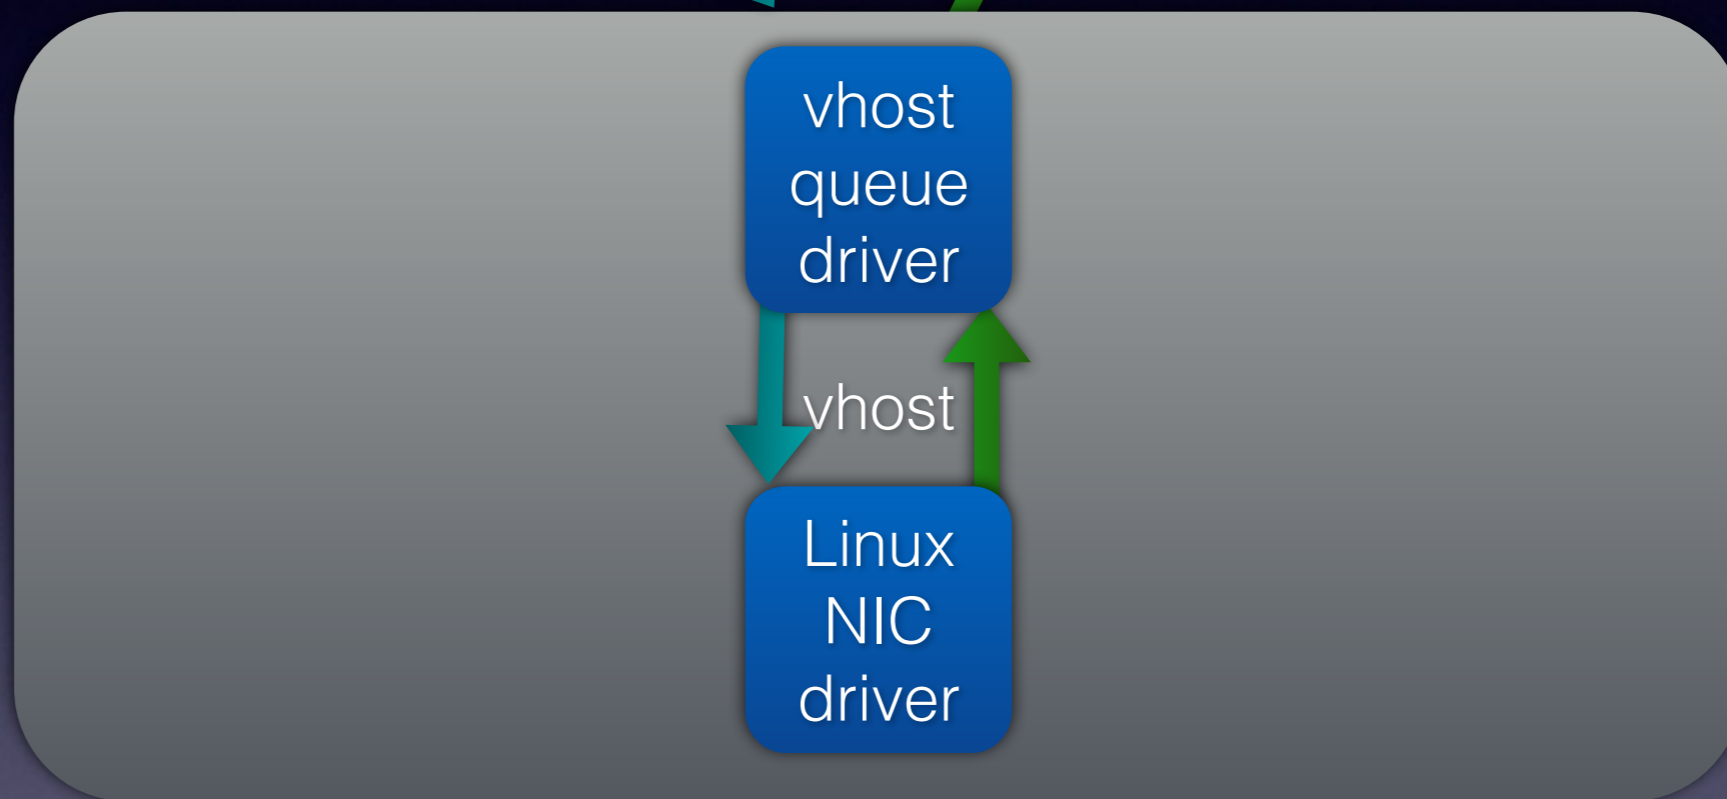 vhost
queue
driver
vhost
Linux
NIC
driver